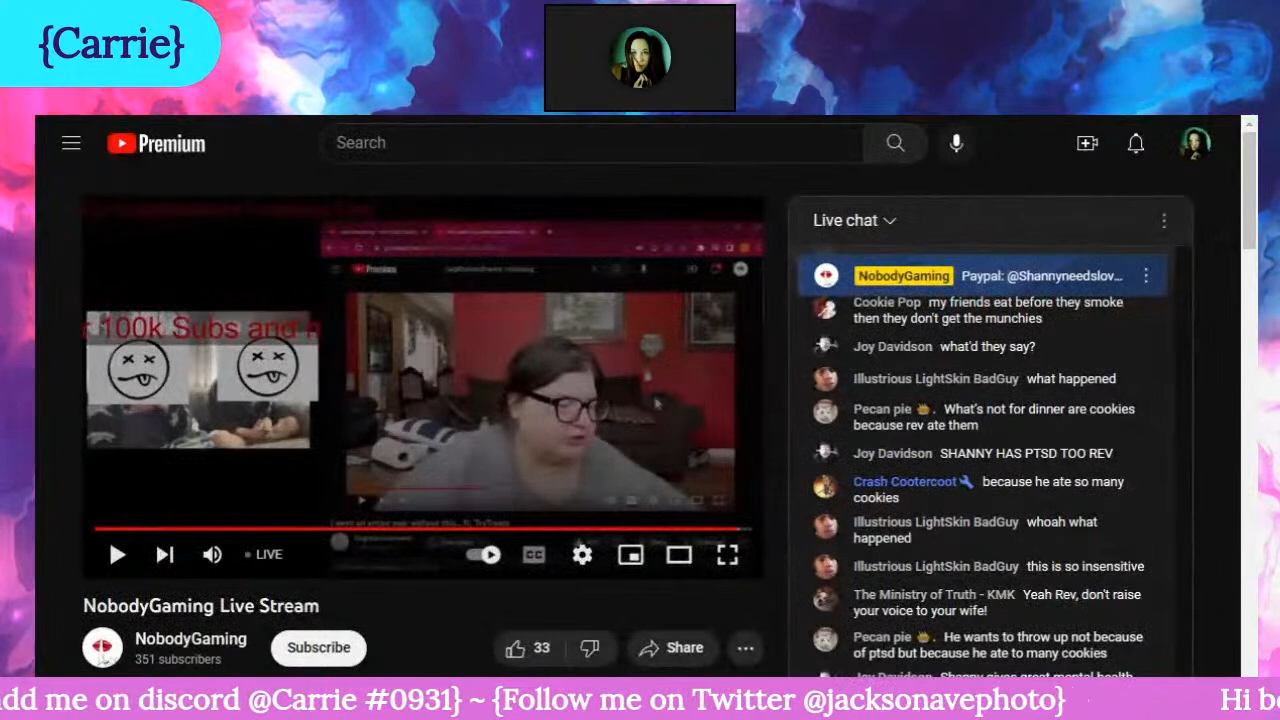 {Carrie}
Premium
Search
Live chat
NobodyGaming Paypal: @Shannyneedslov...
Cookie Pop my friends eat before they smoke
then they don't get the munchies
Joy Davidson what'd they say?
Illustrious LightSkin BadGuy what happened
Pecan pie. What's not for dinner are cookies
because rev ate them
Joy Davidson SHANNY HAS PTSD TOO REV
Crash Cootercoot because he ate so many
cookies
Illustrious LightSkin BadGuy whoah what
happened
Illustrious LightSkin BadGuy this is so insensitive
The Ministry of Truth - KMK Yeah Rev, don't raise
your voice to your wife!
Pecan pie. He wants to throw up not because
of ptsd but because he ate to many cookies
100k Subs and
Premium
LIVE
CC
NobodyGaming Live Stream
NobodyGaming
351 subscribers
Subscribe
33
Share
add me on discord @Carrie #0931} ~ {Follow me on Twitter @jacksonavephoto}
Hi